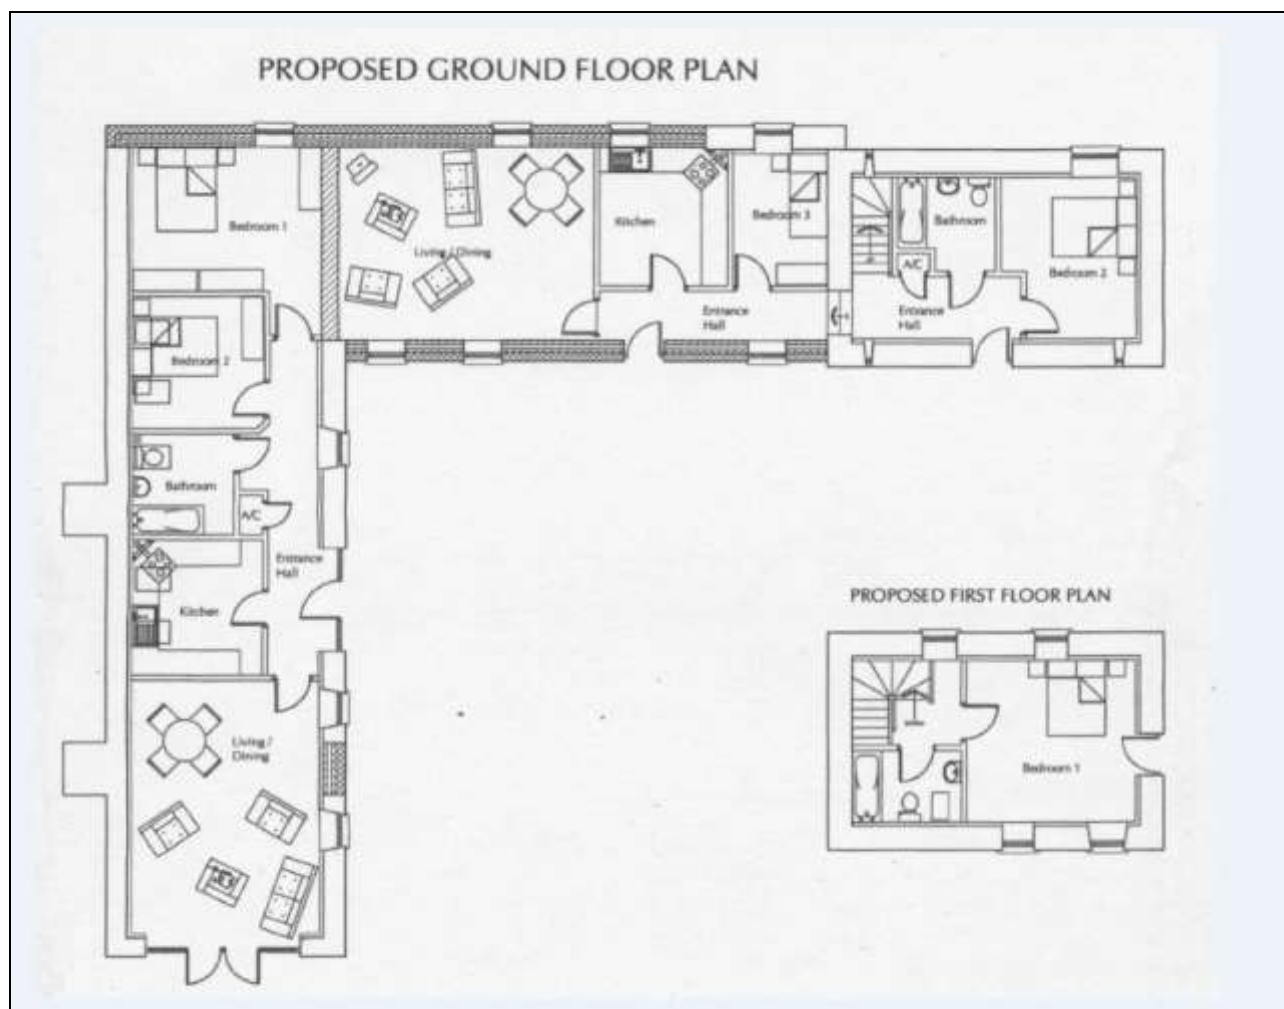 PROPOSED GROUND FLOOR PLAN
Bedroom 1
Living / Dining
Kitchen
Bedroom 3
Bathroom
A/C
Bedroom 2
Entrance
Hall
Entrance
Hall
Bedroom 2
Bathroom
A/C
Entrance
Hall
Kitchen
Living /
Dining
PROPOSED FIRST FLOOR PLAN
Bedroom 1